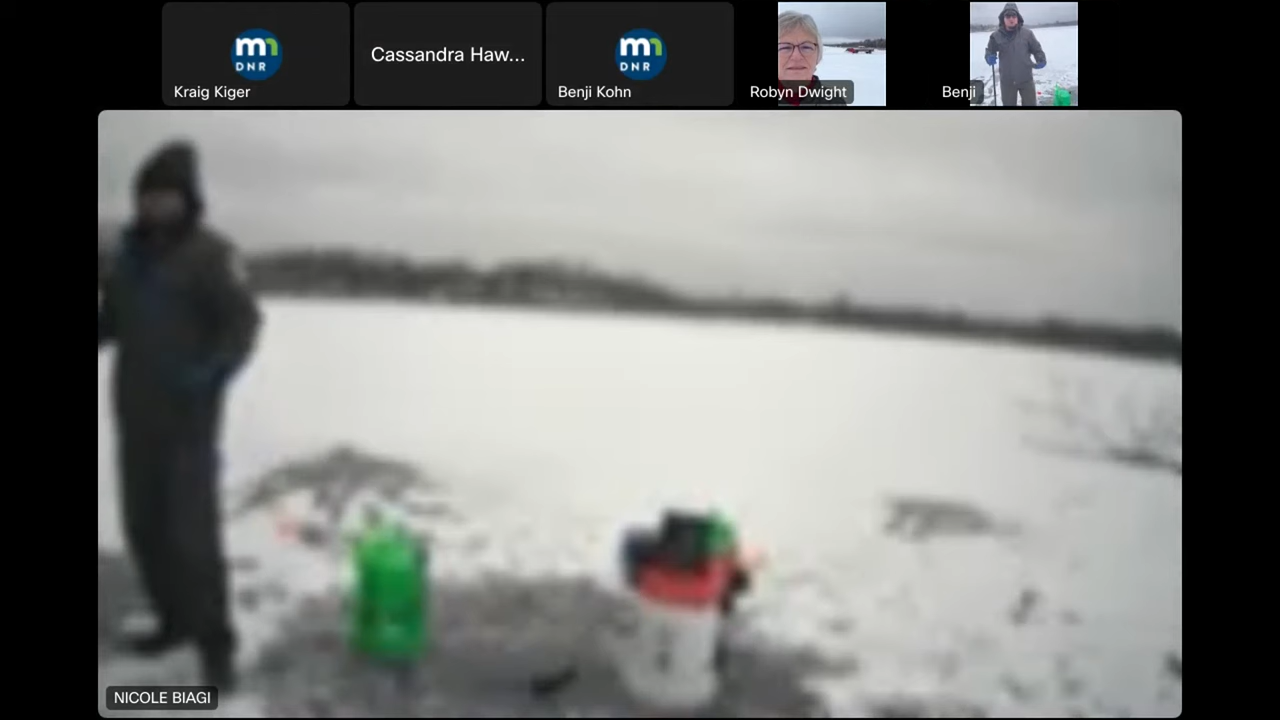 mn
DNR
Kraig Kiger
Cassandra Haw...
mn
DNR
Benji Kohn
Robyn Dwight
Benji
NICOLE BIAGI